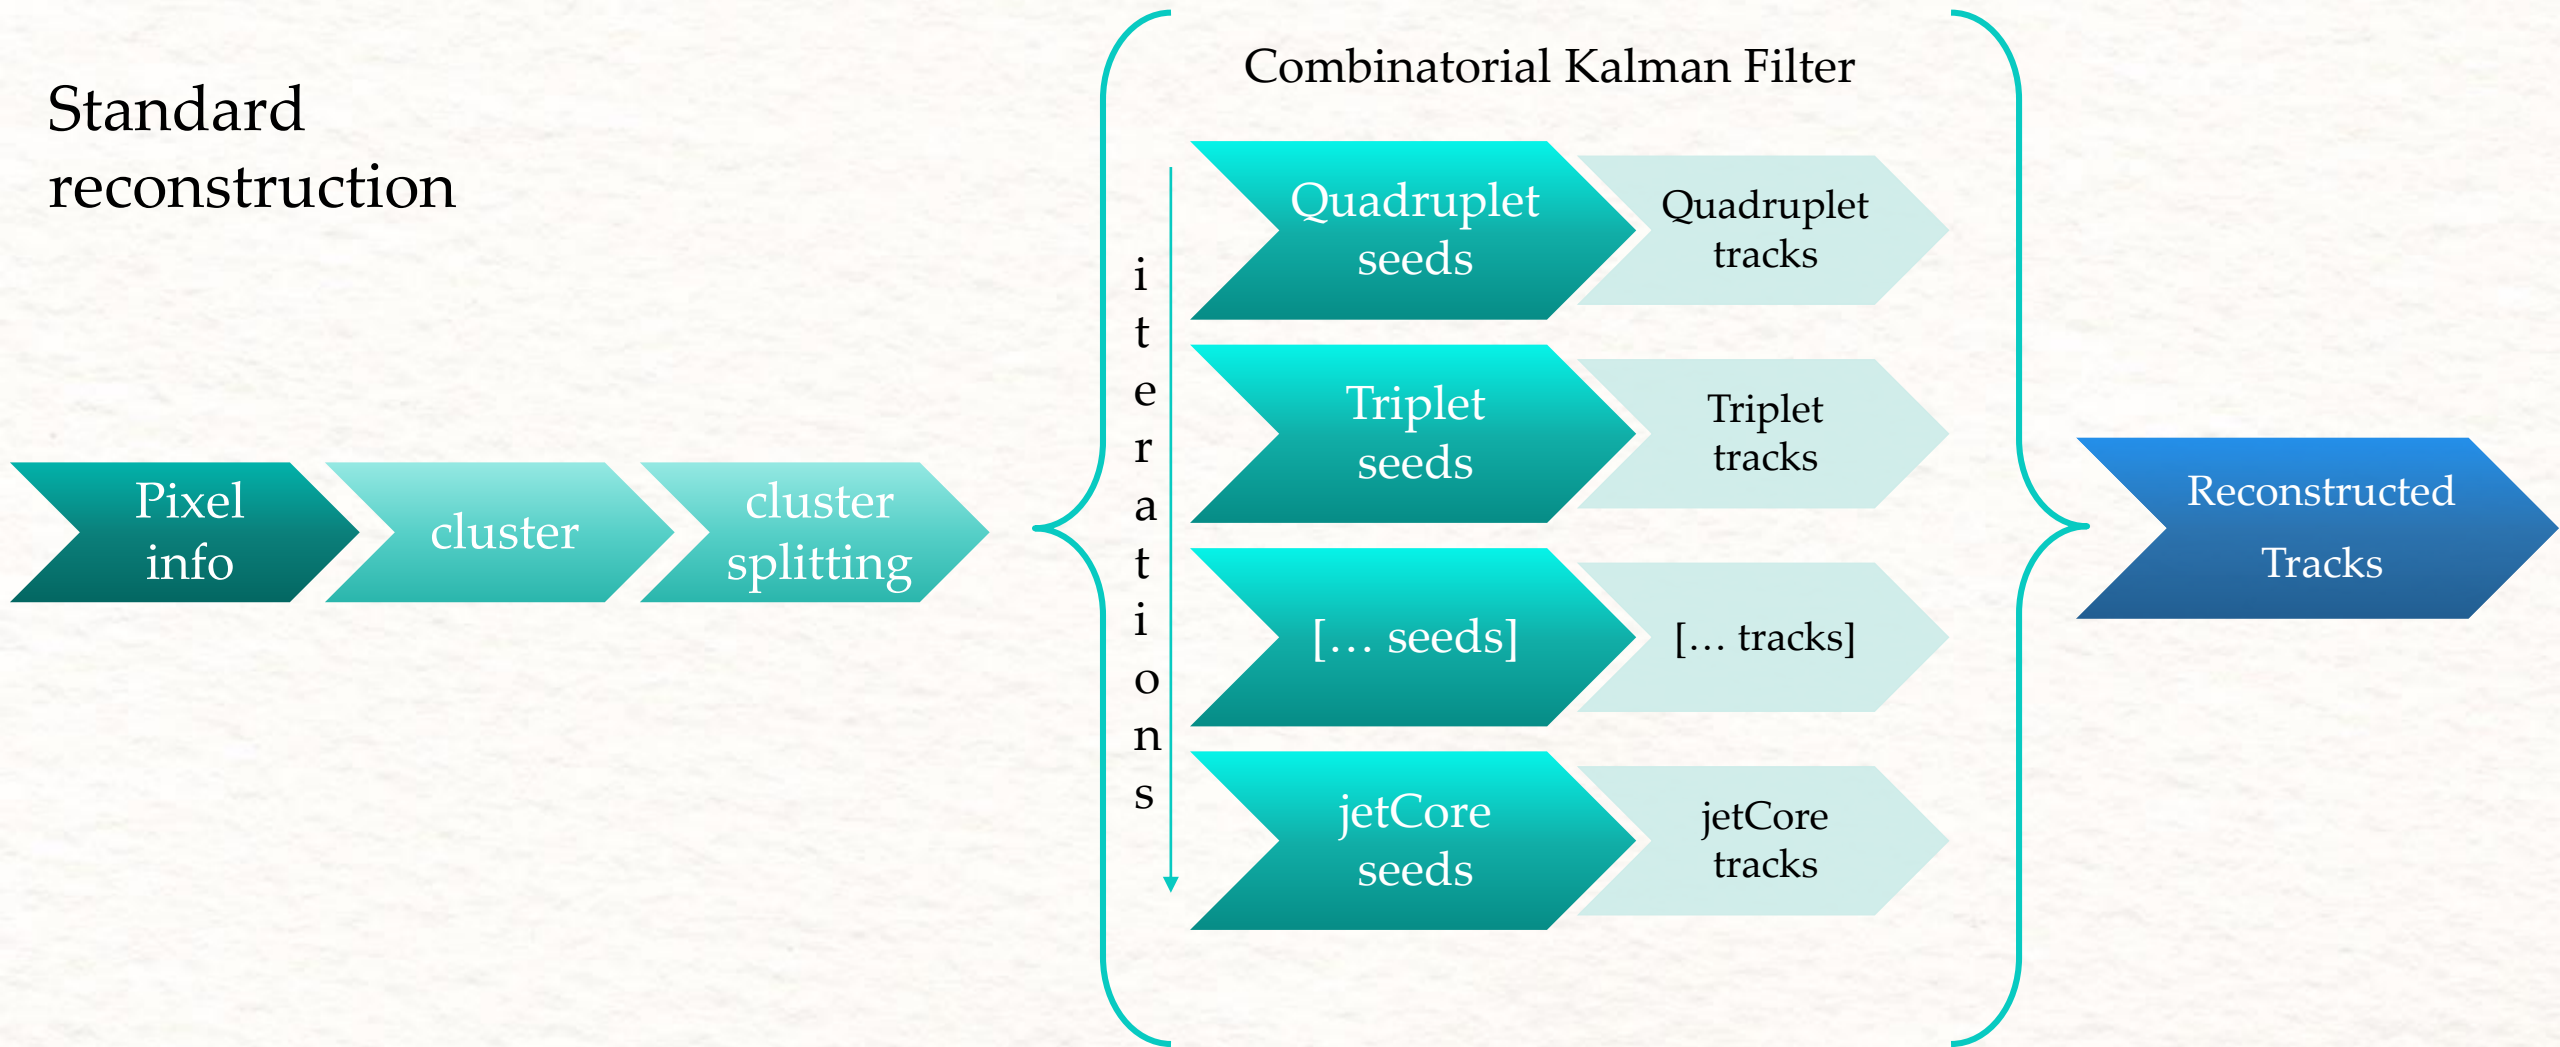 Standard
reconstruction
Pixel
info
cluster
cluster
splitting
Combinatorial Kalman Filter
iterations
Quadruplet
seeds
Quadruplet
tracks
Triplet
seeds
Triplet
tracks
[... seeds]
[... tracks]
jetCore
seeds
jetCore
tracks
Reconstructed
Tracks